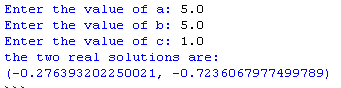 Enter the value of a: 5.0
Enter the value of b: 5.0
Enter the value of c: 1.0
the two real solutions are:
(-0.276393202250021, -0.7236067977499789)
>>>